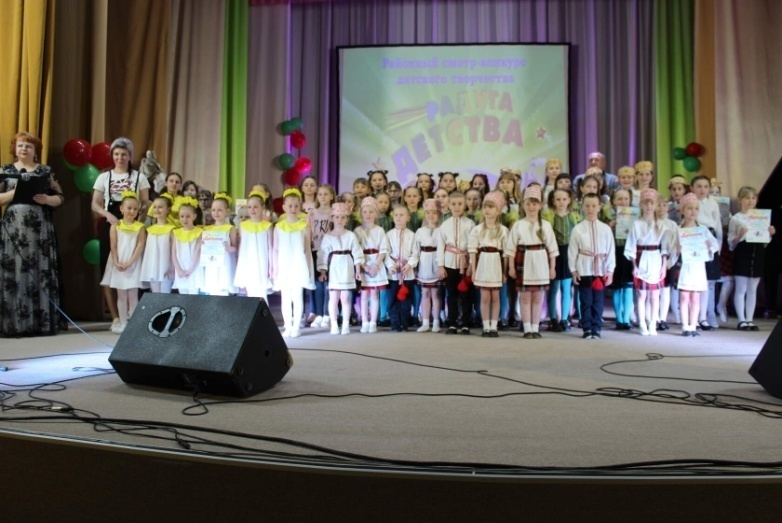 Районный смотр-конкурс
детского творчества
РАДУГА
ДЕТСТВА